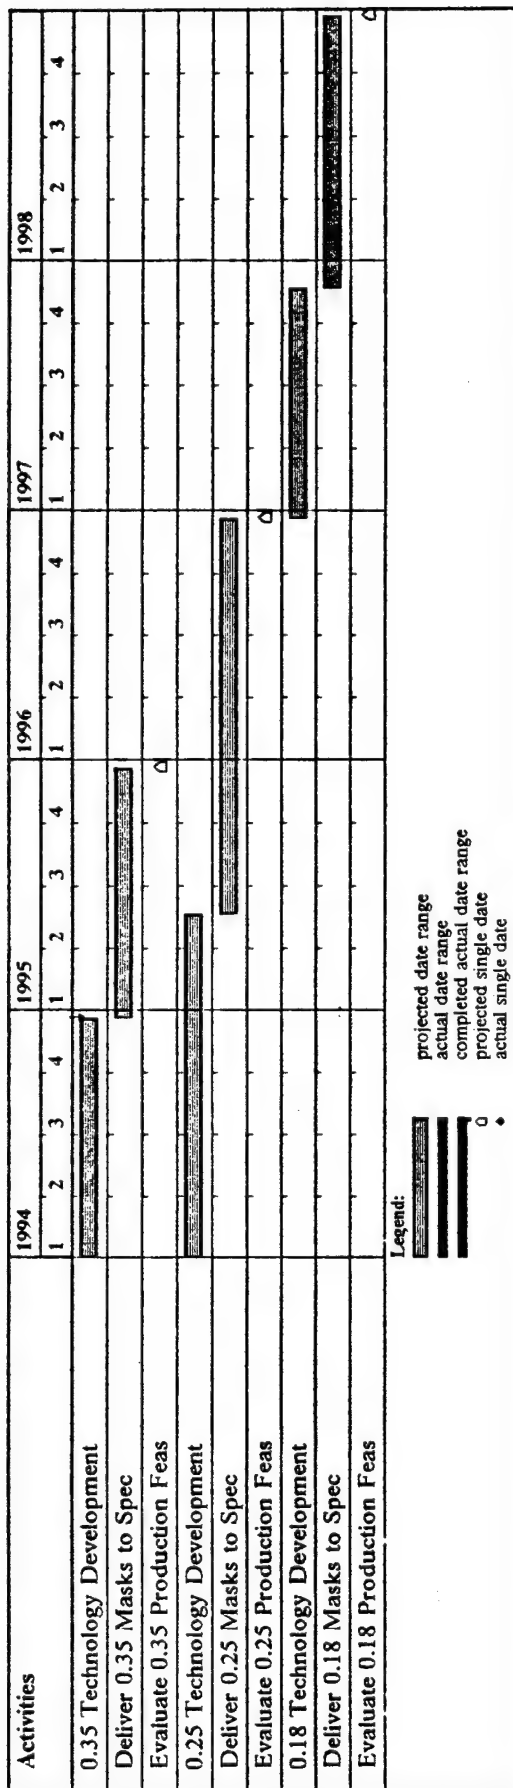 Activities 1994 1995 1996 1997 1998
1 2 3 4 1 2 3 4 1 2 3 4 1 2 3 4 1 2 3 4
0.35 Technology Development
Deliver 0.35 Masks to Spec
Evaluate 0.35 Production Feas
0.25 Technology Development
Deliver 0.25 Masks to Spec
Evaluate 0.25 Production Feas
0.18 Technology Development
Deliver 0.18 Masks to Spec
Evaluate 0.18 Production Feas
Legend:
projected date range
actual date range
completed actual date range
projected single date
actual single date